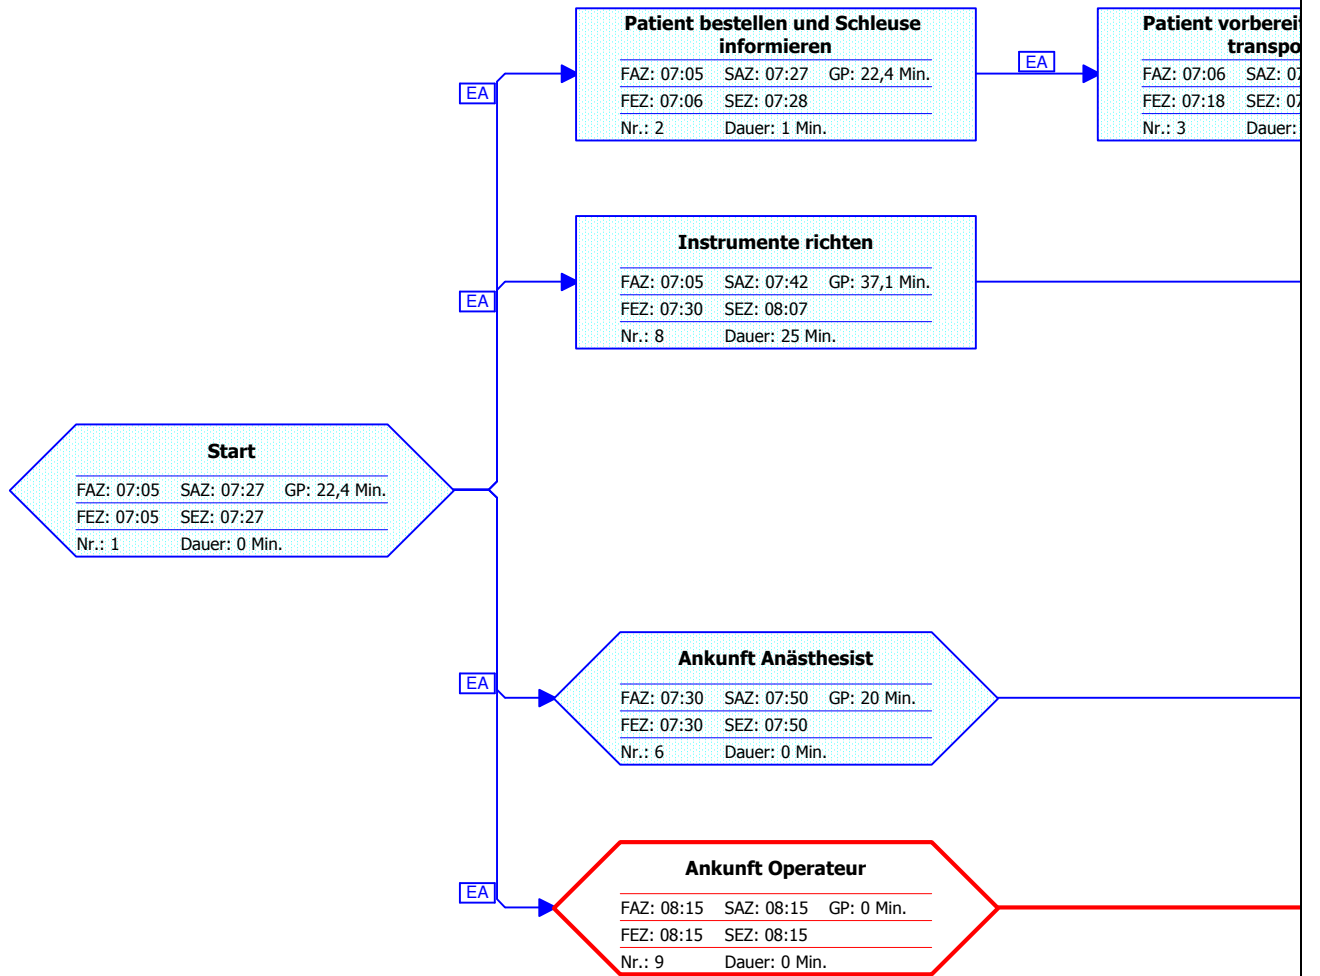 Patient bestellen und Schleuse
informieren
FAZ: 07:05 SAZ: 07:27 GP: 22,4 Min.
FEZ: 07:06 SEZ: 07:28
Nr.: 2 Dauer: 1 Min.
EA
EA
Patient vorbereit
transpo
FAZ: 07:06 SAZ: 07
FEZ: 07:18 SEZ: 07
Nr.: 3 Dauer:
Instrumente richten
FAZ: 07:05 SAZ: 07:42 GP: 37,1 Min.
FEZ: 07:30 SEZ: 08:07
Nr.: 8 Dauer: 25 Min.
EA
Start
FAZ: 07:05 SAZ: 07:27 GP: 22,4 Min.
FEZ: 07:05 SEZ: 07:27
Nr.: 1 Dauer: 0 Min.
EA
Ankunft Anästhesist
FAZ: 07:30 SAZ: 07:50 GP: 20 Min.
FEZ: 07:30 SEZ: 07:50
Nr.: 6 Dauer: 0 Min.
EA
Ankunft Operateur
FAZ: 08:15 SAZ: 08:15 GP: 0 Min.
FEZ: 08:15 SEZ: 08:15
Nr.: 9 Dauer: 0 Min.